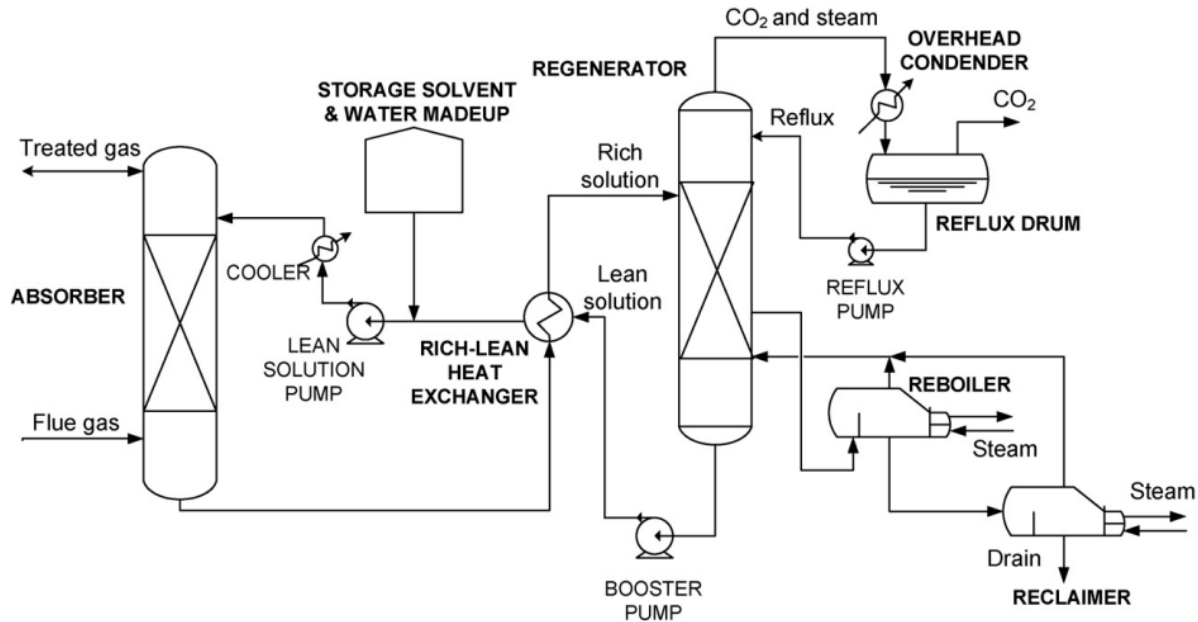 CO₂ and steam
OVERHEAD
CONDENDER
REGENERATOR
STORAGE SOLVENT
& WATER MADEUP
CO₂
Reflux
Treated gas
Rich
solution
REFLUX DRUM
COOLER
Lean
solution
REFLUX
PUMP
ABSORBER
LEAN
SOLUTION
PUMP
RICH-LEAN
HEAT
EXCHANGER
REBOILER
Flue gas
Steam
Steam
Drain
BOOSTER
PUMP
RECLAIMER